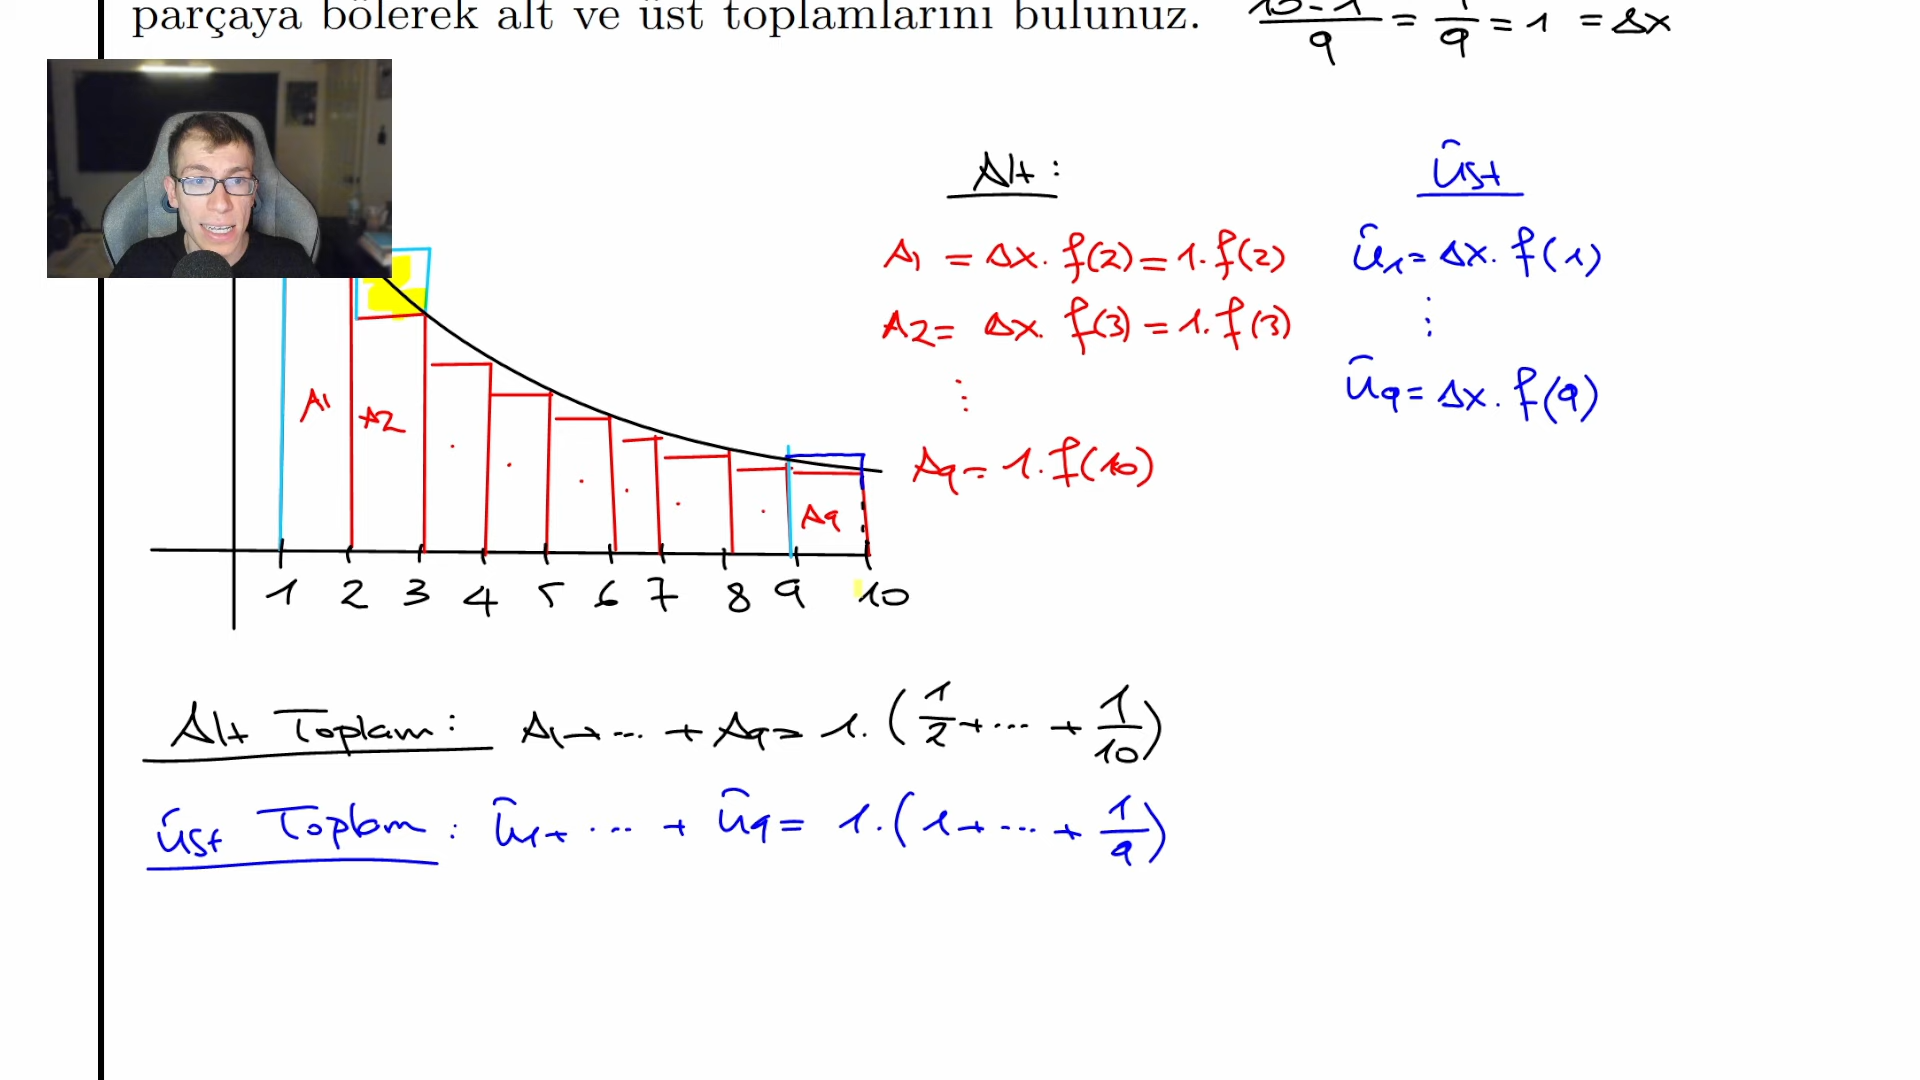 parçaya bölerek alt ve üst toplamlarını bulunuz.
9 = 9 = 1 = Δx
Alt :
A1 = Δx. f(2) = 1. f(2)
A2 = Δx. f(3) = 1. f(3)
⋮
A9 = 1. f(10)
Üst
Ü1 = Δx. f(1)
⋮
Ü9 = Δx. f(9)
A1 A2 . . . . . . A9
1 2 3 4 5 6 7 8 9 10
Alt Toplam : A1 + ... + A9 = 1. (1/2 + ... + 1/10)
Üst Toplam : Ü1 + ... + Ü9 = 1. (1 + ... + 1/9)